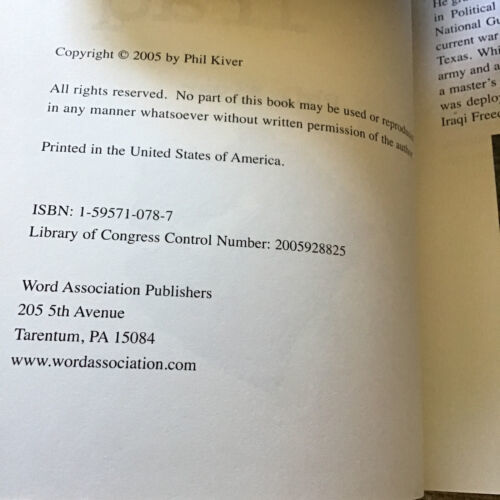 Copyright © 2005 by Phil Kiver
All rights reserved. No part of this book may be used or reproduced
in any manner whatsoever without written permission of the author
Printed in the United States of America.
ISBN: 1-59571-078-7
Library of Congress Control Number: 2005928825
Word Association Publishers
205 5th Avenue
Tarentum, PA 15084
www.wordassociation.com
He
in Political
National
current war
Texas.
army and a
a master's
was
Iraqi